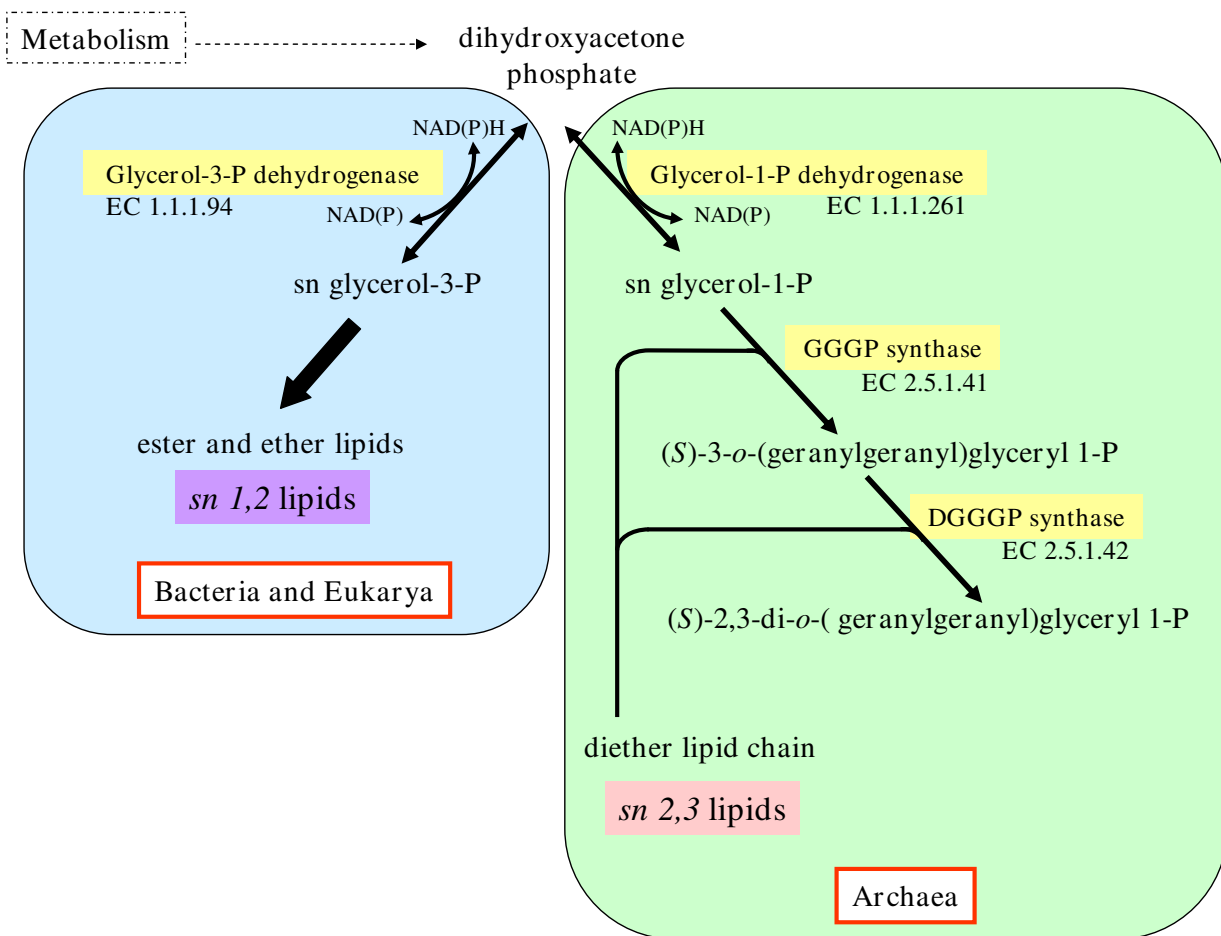 Metabolism
dihydroxyacetone
phosphate
NAD(P)H
Glycerol-3-P dehydrogenase
EC 1.1.1.94
NAD(P)
sn glycerol-3-P
ester and ether lipids
sn 1,2 lipids
Bacteria and Eukarya
NAD(P)H
Glycerol-1-P dehydrogenase
EC 1.1.1.261
NAD(P)
sn glycerol-1-P
GGGP synthase
EC 2.5.1.41
(S)-3-o-(geranylgeranyl)glyceryl 1-P
DGGGP synthase
EC 2.5.1.42
(S)-2,3-di-o-( geranylgeranyl)glyceryl 1-P
diether lipid chain
sn 2,3 lipids
Archaea